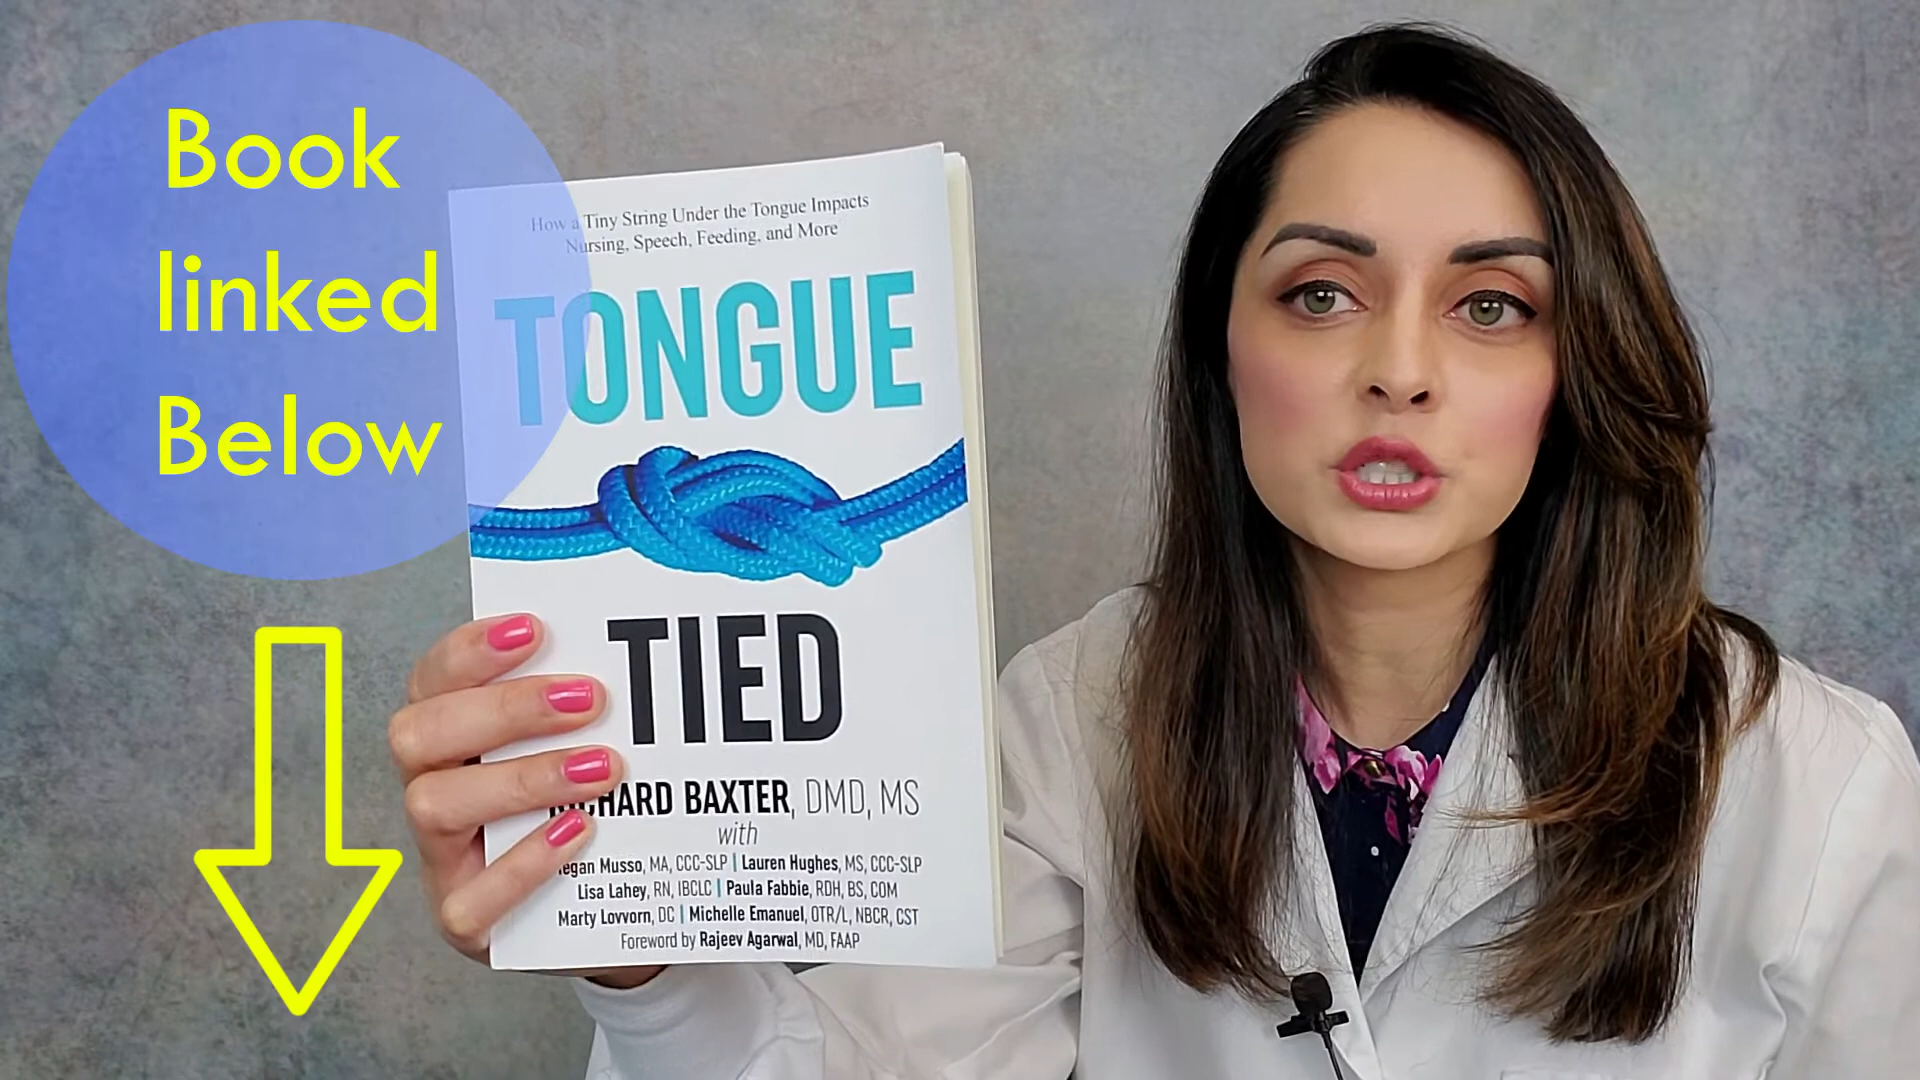 Book
linked
Below
How a Tiny String Under the Tongue Impacts
Nursing, Speech, Feeding, and More
TONGUE
TIED
BAXTER, DMD, MS
with
Musso, MA, CCC-SLP | Lauren Hughes, MS, CCC-SLP
Lisa Lahey, RN, IBCLC | Paula Fabbie, RDH, BS, COM
Marty Lovvorn, DC | Michelle Emanuel, OTR/L, NBCR, CST
Foreword by Rajeev Agarwal, MD, FAAP